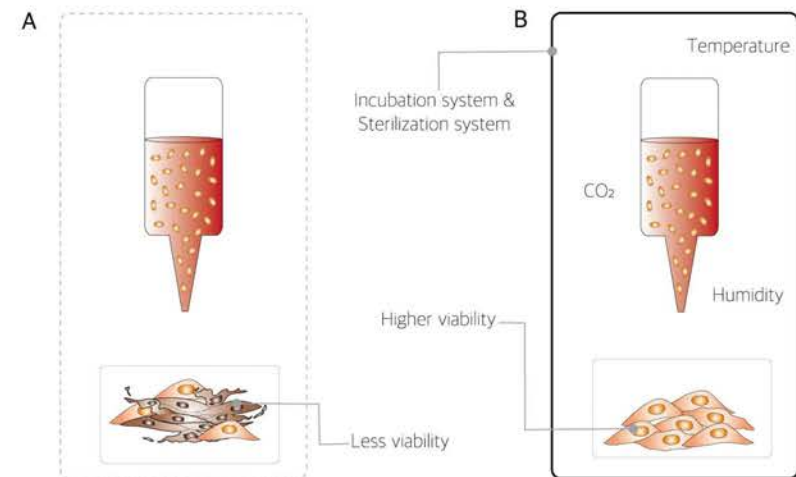 A
B
Temperature
Incubation system &
Sterilization system
CO₂
Humidity
Higher viability
Less viability